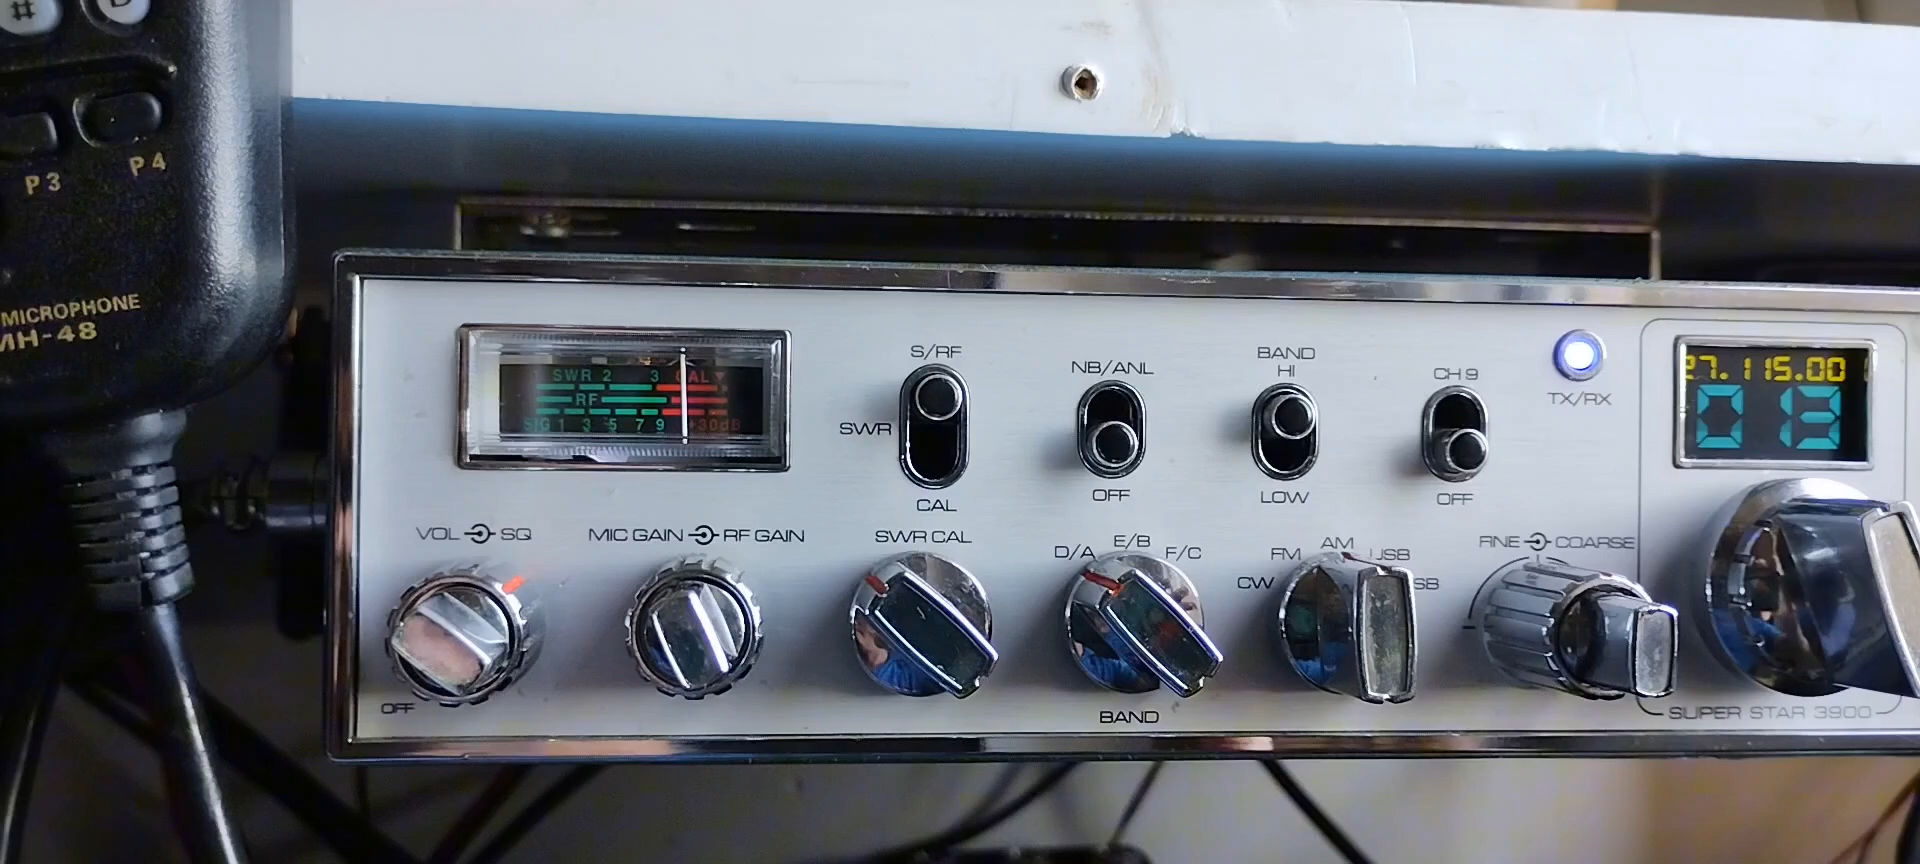 #
P3
P4
MICROPHONE
MH-48
SWR 2 3 CAL
RF
SIG 1 3 5 7 9 +30dB
S/RF
SWR
CAL
NB/ANL
OFF
BAND
HI
LOW
CH 9
OFF
TX/RX
27.115.00
013
VOL SQ
OFF
MIC GAIN RF GAIN
SWR CAL
D/A E/B F/C
BAND
CW FM AM USB
FINE COARSE
SUPER STAR 3900